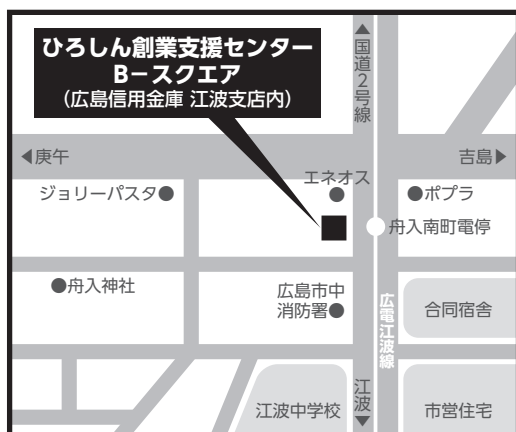 ひろしん創業支援センター
B－スクエア
（広島信用金庫 江波支店内）
▲国道2号線
◀庚午
吉島▶
エネオス
ジョリーパスタ●
●ポプラ
舟入南町電停
●舟入神社
広島市中
消防署●
広電江波線
合同宿舎
江波▼
江波中学校
市営住宅